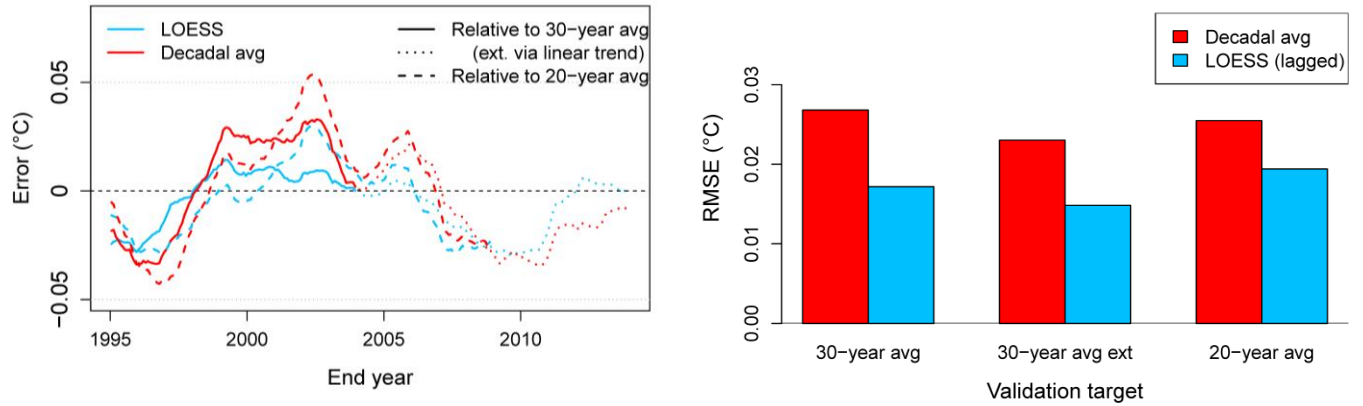 LOESS
Decadal avg
Relative to 30−year avg
(ext. via linear trend)
Relative to 20−year avg
Error (°C)
0.05
0
−0.05
1995
2000
2005
2010
End year
Decadal avg
LOESS (lagged)
RMSE (°C)
0.03
0.02
0.01
0.00
30−year avg
30−year avg ext
20−year avg
Validation target